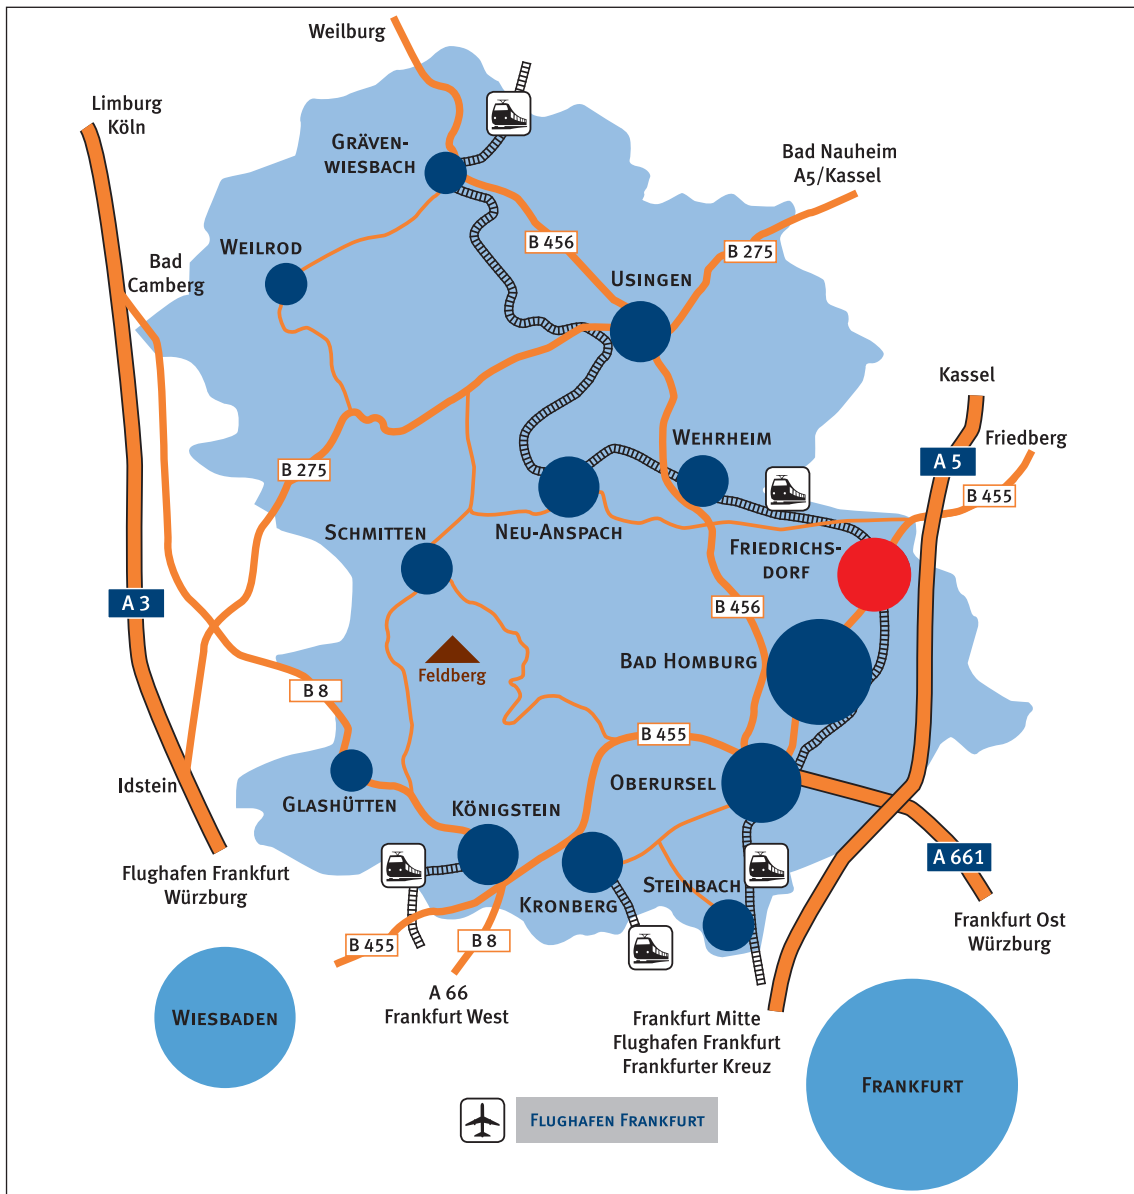 Weilburg
Limburg
Köln
Gräven-
wiesbach
Bad Nauheim
A5/Kassel
B 456
B 275
Weilrod
Bad
Camberg
Usingen
Kassel
Friedberg
A 5
B 455
Wehrheim
B 275
Schmitten
Neu-Anspach
Friedrichs-
dorf
A 3
B 456
Feldberg
Bad Homburg
B 8
B 455
Idstein
Glashütten
Oberursel
Königstein
Flughafen Frankfurt
Würzburg
A 661
Steinbach
Kronberg
B 455
B 8
Frankfurt Ost
Würzburg
A 66
Frankfurt West
Wiesbaden
Frankfurt Mitte
Flughafen Frankfurt
Frankfurter Kreuz
Frankfurt
Flughafen Frankfurt